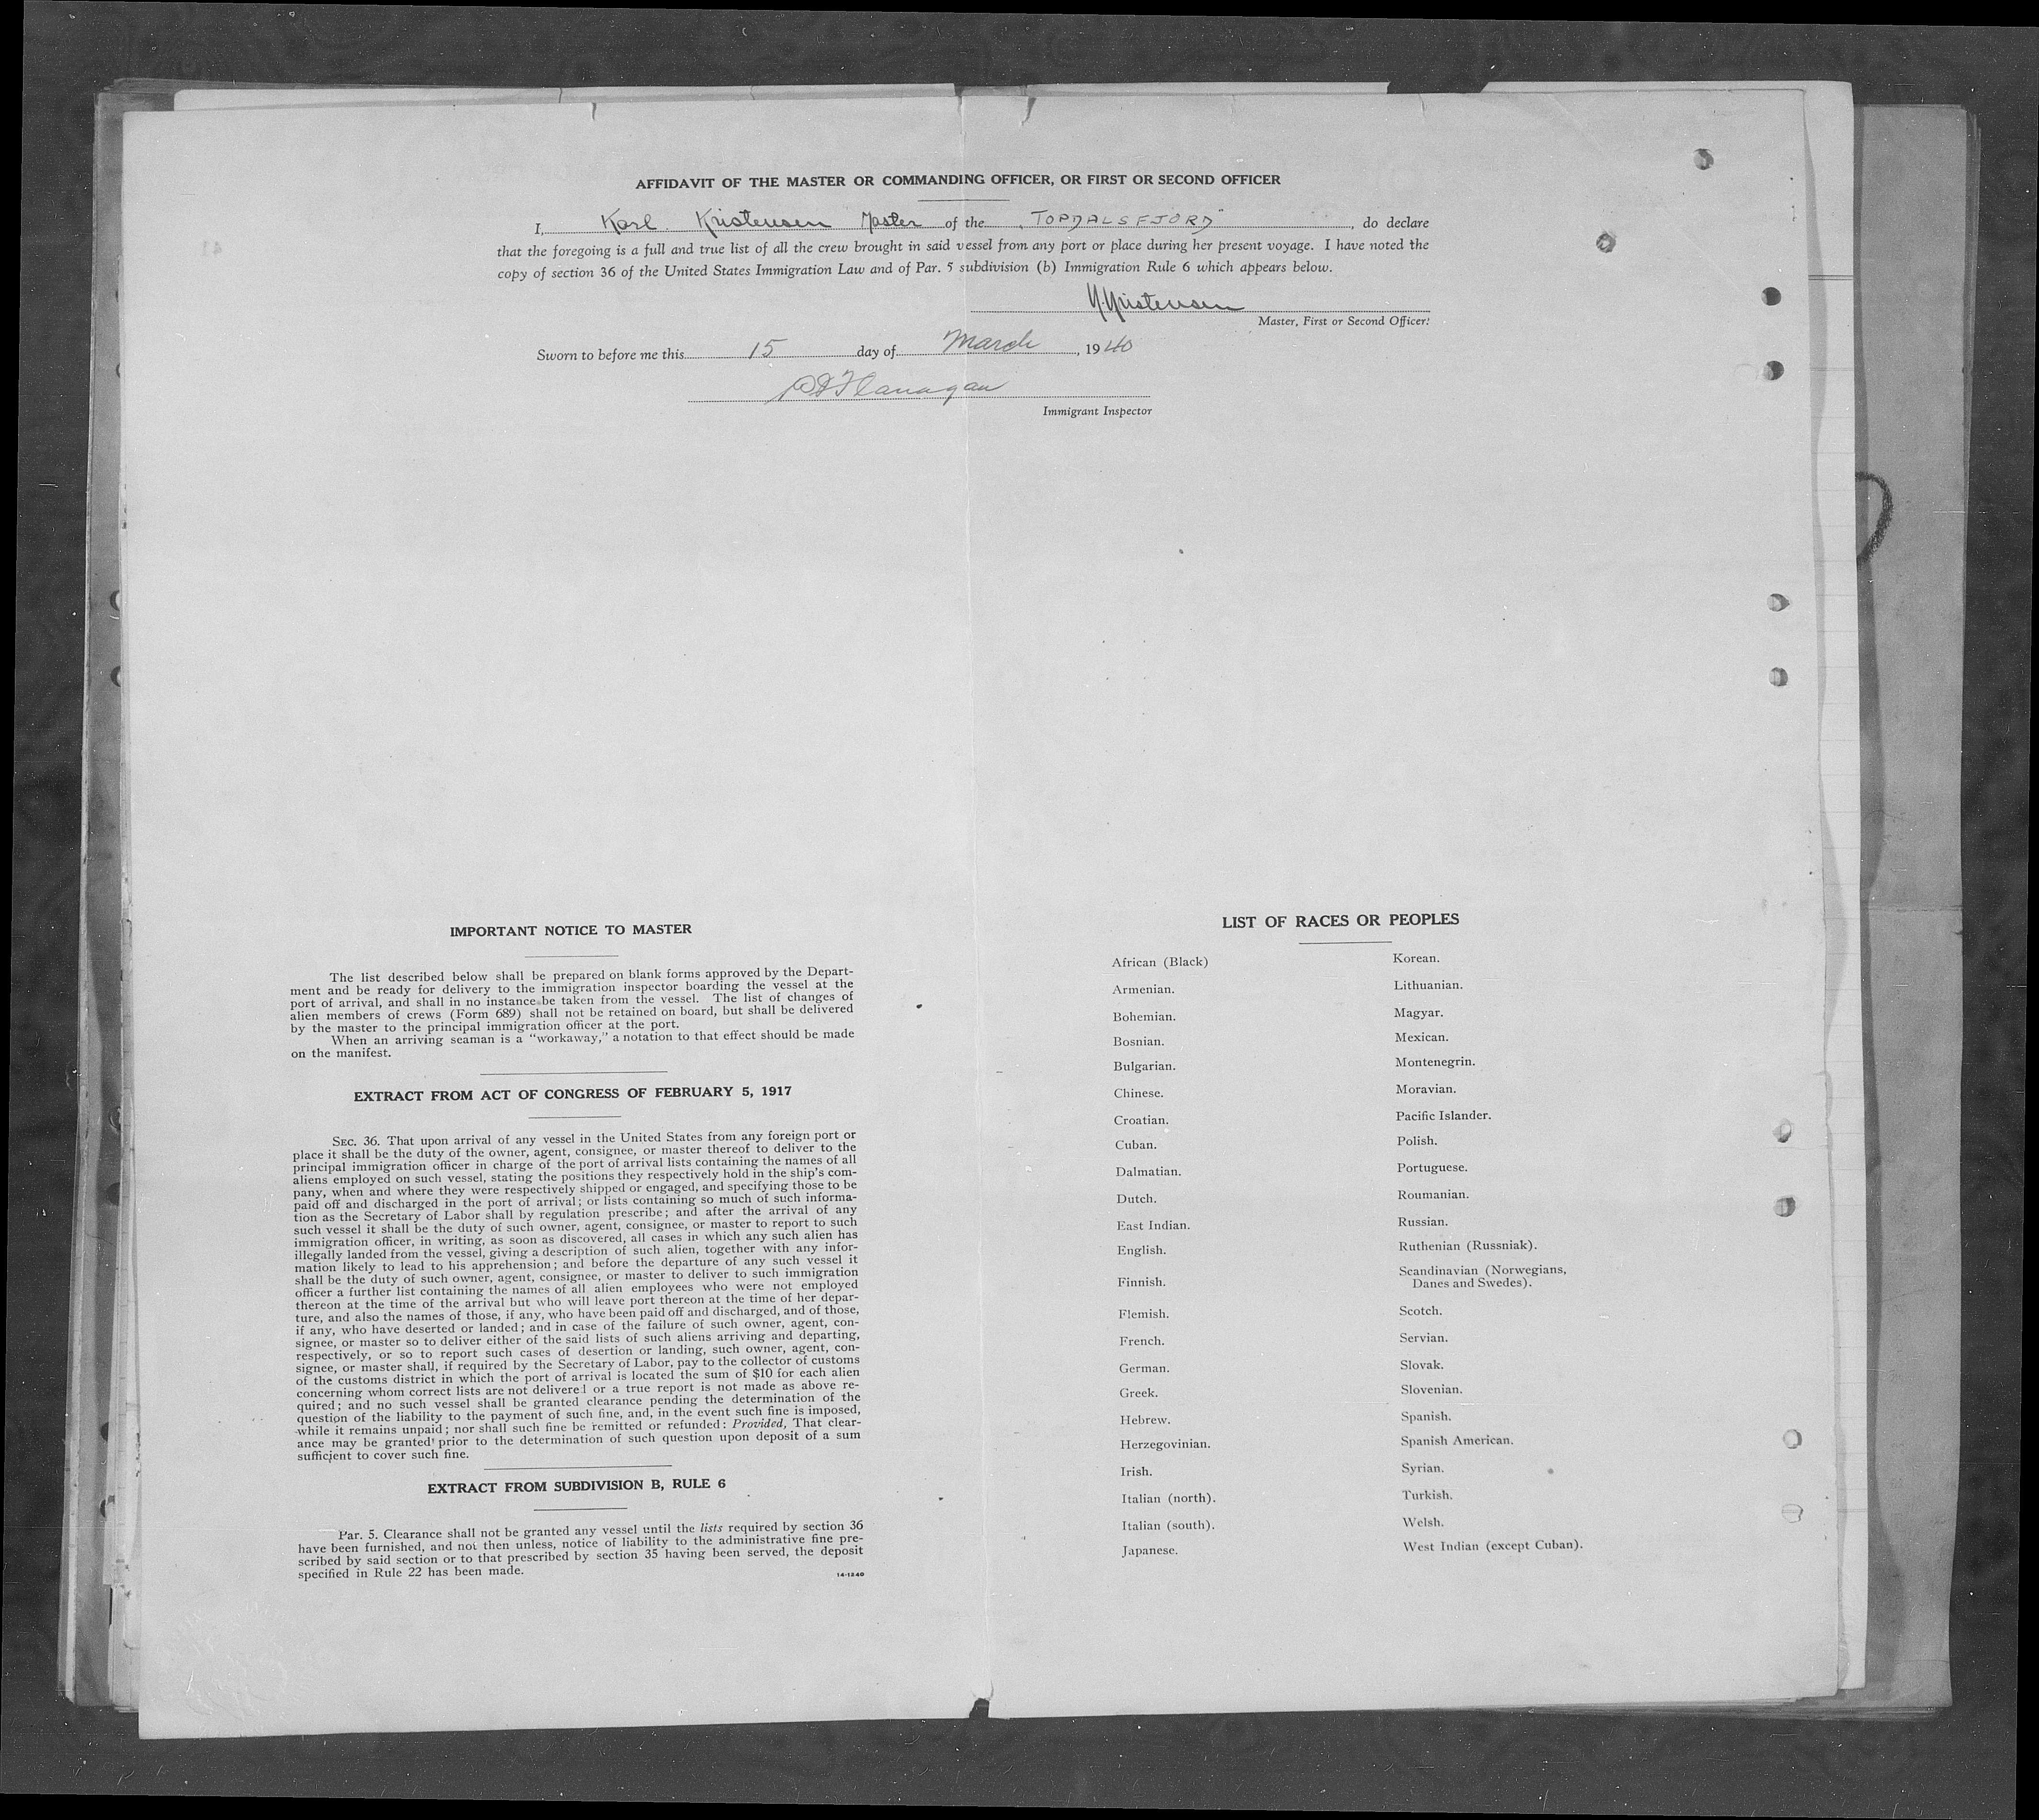 AFFIDAVIT OF THE MASTER OR COMMANDING OFFICER, OR FIRST OR SECOND OFFICER
I, Karl Kristensen Master of the "TOPDALSFJORD", do declare
that the foregoing is a full and true list of all the crew brought in said vessel from any port or place during her present voyage. I have noted the
copy of section 36 of the United States Immigration Law and of Par. 5 subdivision (b) Immigration Rule 6 which appears below.
K. Kristensen
Master, First or Second Officer.
Sworn to before me this 15 day of March, 1940
Flanagan
Immigrant Inspector
IMPORTANT NOTICE TO MASTER
The list described below shall be prepared on blank forms approved by the Depart-
ment and be ready for delivery to the immigration inspector boarding the vessel at the
port of arrival, and shall in no instance be taken from the vessel. The list of changes of
alien members of crews (Form 689) shall not be retained on board, but shall be delivered
by the master to the principal immigration officer at the port.
When an arriving seaman is a "workaway," a notation to that effect should be made
on the manifest.
EXTRACT FROM ACT OF CONGRESS OF FEBRUARY 5, 1917
SEC. 36. That upon arrival of any vessel in the United States from any foreign port or
place it shall be the duty of the owner, agent, consignee, or master thereof to deliver to the
principal immigration officer in charge of the port of arrival lists containing the names of all
aliens employed on such vessel, stating the positions they respectively hold in the ship's com-
pany, when and where they were respectively shipped or engaged, and specifying those to be
paid off and discharged in the port of arrival; or lists containing so much of such informa-
tion as the Secretary of Labor shall by regulation prescribe; and after the arrival of any
such vessel it shall be the duty of such owner, agent, consignee, or master to report to such
immigration officer, in writing, as soon as discovered, all cases in which any such alien has
illegally landed from the vessel, giving a description of such alien, together with any infor-
mation likely to lead to his apprehension; and before the departure of any such vessel it
shall be the duty of such owner, agent, consignee, or master to deliver to such immigration
officer a further list containing the names of all alien employees who were not employed
thereon at the time of the arrival but who will leave port thereon at the time of her depar-
ture, and also the names of those, if any, who have been paid off and discharged, and of those,
if any, who have deserted or landed; and in case of the failure of such owner, agent, con-
signee, or master so to deliver either of the said lists of such aliens arriving and departing,
respectively, or so to report such cases of desertion or landing, such owner, agent, con-
signee, or master shall, if required by the Secretary of Labor, pay to the collector of customs
of the customs district in which the port of arrival is located the sum of $10 for each alien
concerning whom correct lists are not delivered or a true report is not made as above re-
quired; and no such vessel shall be granted clearance pending the determination of the
question of the liability to the payment of such fine, and, in the event such fine is imposed,
while it remains unpaid; nor shall such fine be remitted or refunded: Provided, That clear-
ance may be granted prior to the determination of such question upon deposit of a sum
sufficient to cover such fine.
EXTRACT FROM SUBDIVISION B, RULE 6
Par. 5. Clearance shall not be granted any vessel until the lists required by section 36
have been furnished, and not then unless, notice of liability to the administrative fine pre-
scribed by said section or to that prescribed by section 35 having been served, the deposit
specified in Rule 22 has been made.
14-1240
LIST OF RACES OR PEOPLES
African (Black)
Armenian.
Bohemian.
Bosnian.
Bulgarian.
Chinese.
Croatian.
Cuban.
Dalmatian.
Dutch.
East Indian.
English.
Finnish.
Flemish.
French.
German.
Greek.
Hebrew.
Herzegovinian.
Irish.
Italian (north).
Italian (south).
Japanese.
Korean.
Lithuanian.
Magyar.
Mexican.
Montenegrin.
Moravian.
Pacific Islander.
Polish.
Portuguese.
Roumanian.
Russian.
Ruthenian (Russniak).
Scandinavian (Norwegians,
Danes and Swedes).
Scotch.
Servian.
Slovak.
Slovenian.
Spanish.
Spanish American.
Syrian.
Turkish.
Welsh.
West Indian (except Cuban).